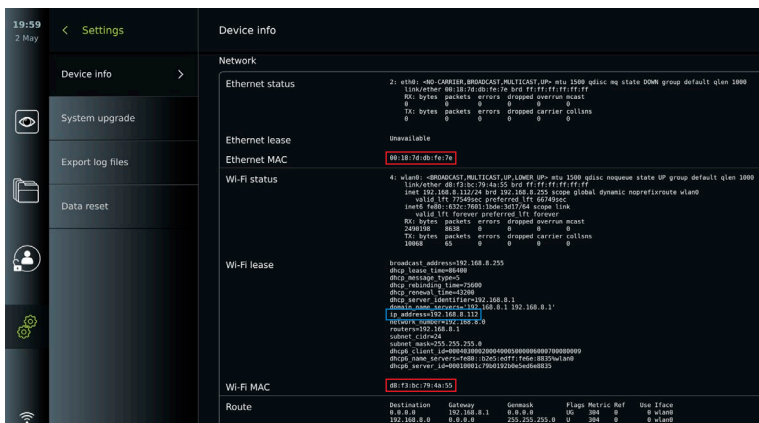 19:59
2 May
Settings
Device info
System upgrade
Export log files
Data reset
Device info
Network
Ethernet status
2: eth0: <NO-CARRIER,BROADCAST,MULTICAST,UP> mtu 1500 qdisc mq state DOWN group default qlen 1000
link/ether 00:18:7d:db:fe:7e brd ff:ff:ff:ff:ff:ff
RX: bytes packets errors dropped overrun mcast
0 0 0 0 0 0
TX: bytes packets errors dropped carrier collsns
0 0 0 0 0 0
Ethernet lease
Unavailable
Ethernet MAC
00:18:7d:db:fe:7e
Wi-Fi status
4: wlan0: <BROADCAST,MULTICAST,UP,LOWER_UP> mtu 1500 qdisc noqueue state UP group default qlen 1000
link/ether d8:f3:bc:79:4a:55 brd ff:ff:ff:ff:ff:ff
inet 192.168.8.112/24 brd 192.168.8.255 scope global dynamic noprefixroute wlan0
valid_lft 77549sec preferred_lft 66749sec
inet6 fe80::632c:7601:1bde:3d17/64 scope link
valid_lft forever preferred_lft forever
RX: bytes packets errors dropped overrun mcast
2490198 8638 0 0 0 0
TX: bytes packets errors dropped carrier collsns
10068 65 0 0 0 0
Wi-Fi lease
broadcast_address=192.168.8.255
dhcp_lease_time=86400
dhcp_message_type=5
dhcp_rebinding_time=75600
dhcp_renewal_time=43200
dhcp_server_identifier=192.168.8.1
domain_name_servers='192.168.8.1 192.168.8.1'
ip_address=192.168.8.112
network_number=192.168.8.0
routers=192.168.8.1
subnet_cidr=24
subnet_mask=255.255.255.0
Wi-Fi MAC
d8:f3:bc:79:4a:55
Route
Destination Gateway Genmask Flags Metric Ref Use Iface
0.0.0.0 192.168.8.1 0.0.0.0 UG 304 0 0 wlan0
192.168.8.0 0.0.0.0 255.255.255.0 U 304 0 0 wlan0